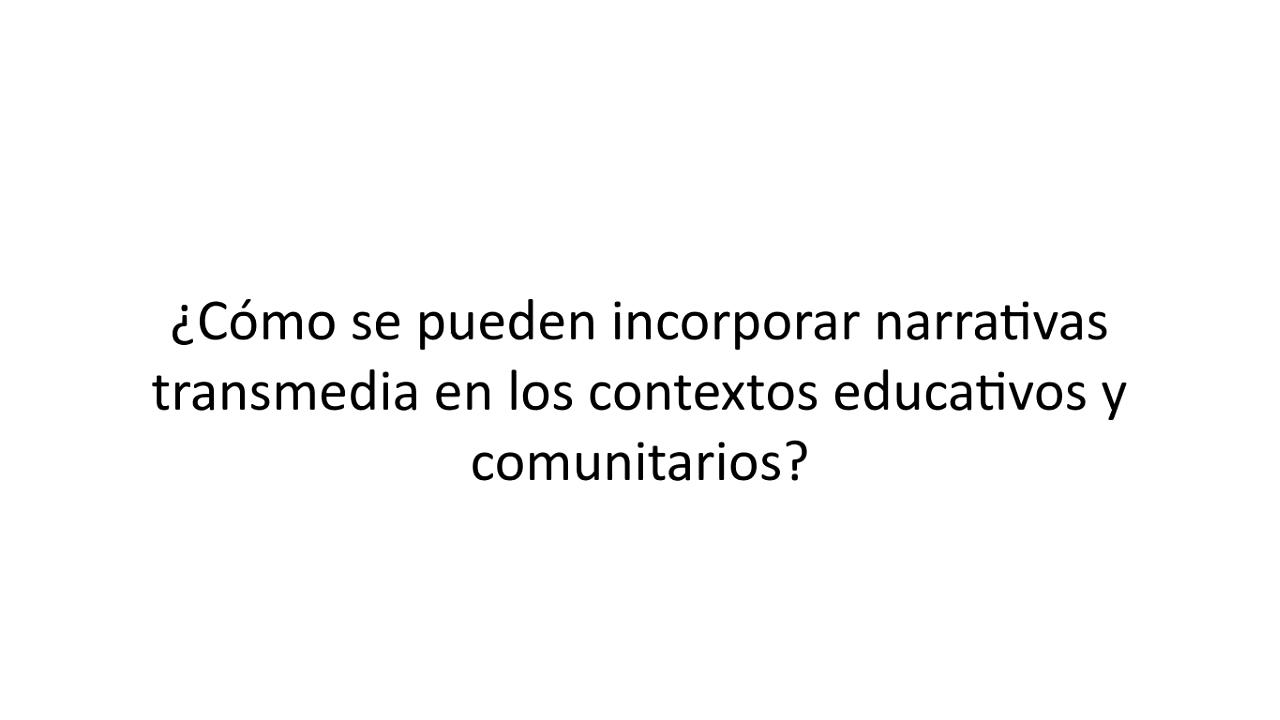 ¿Cómo se pueden incorporar narrativas
transmedia en los contextos educativos y
comunitarios?